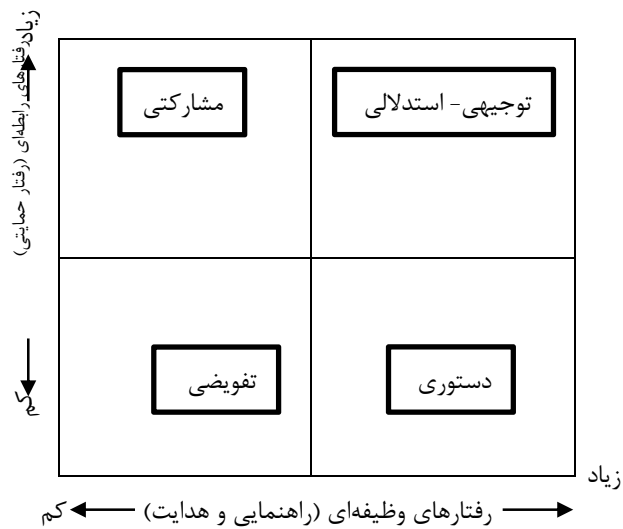 زیاد
رفتارهای رابطه‌ای (رفتار حمایتی)
کم
توجیهی- استدلالی
مشارکتی
دستوری
تفویضی
زیاد
رفتارهای وظیفه‌ای (راهنمایی و هدایت)
کم